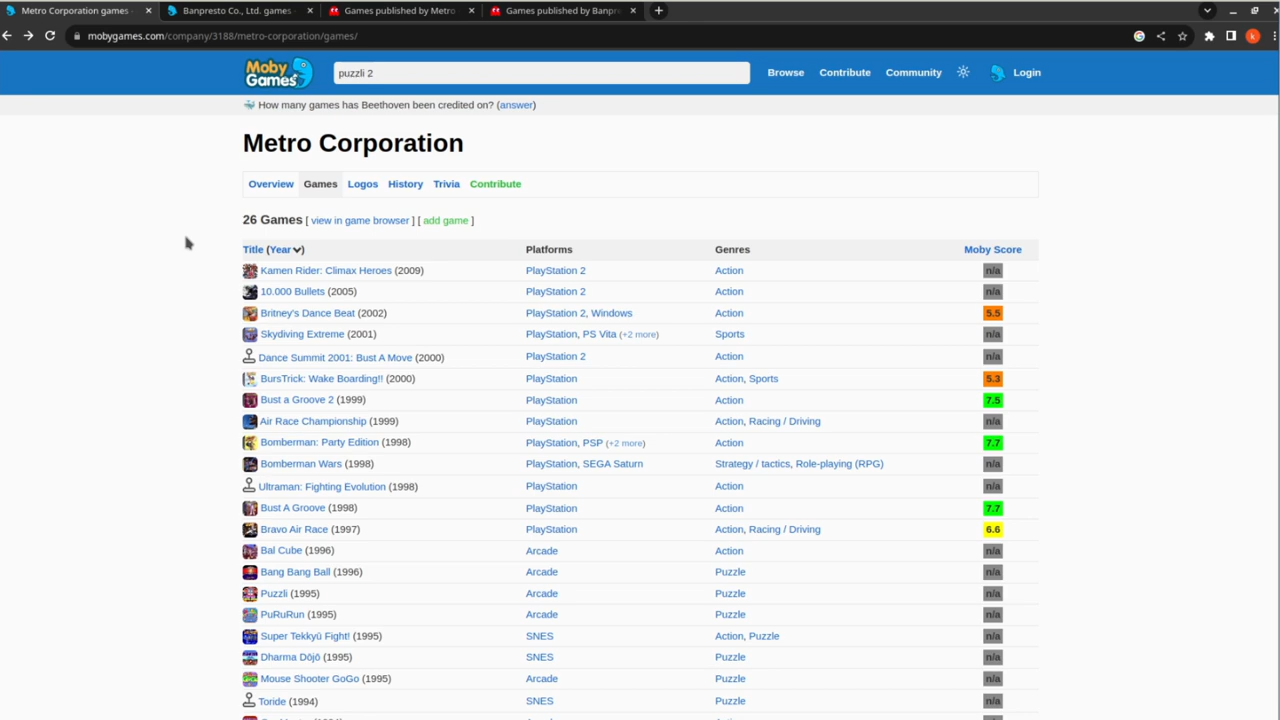 Metro Corporation games -
Banpresto Co., Ltd. games -
Games published by Metro
Games published by Banpre
mobygames.com/company/3188/metro-corporation/games/
k
Moby Games
puzzli 2
Browse Contribute Community Login
How many games has Beethoven been credited on? (answer)
Metro Corporation
Overview Games Logos History Trivia Contribute
26 Games [ view in game browser ] [ add game ]
Title (Year) Platforms Genres Moby Score
Kamen Rider: Climax Heroes (2009) PlayStation 2 Action n/a
10.000 Bullets (2005) PlayStation 2 Action n/a
Britney's Dance Beat (2002) PlayStation 2, Windows Action 5.5
Skydiving Extreme (2001) PlayStation, PS Vita (+2 more) Sports n/a
Dance Summit 2001: Bust A Move (2000) PlayStation 2 Action n/a
BursTrick: Wake Boarding!! (2000) PlayStation Action, Sports 5.3
Bust a Groove 2 (1999) PlayStation Action 7.5
Air Race Championship (1999) PlayStation Action, Racing / Driving n/a
Bomberman: Party Edition (1998) PlayStation, PSP (+2 more) Action 7.7
Bomberman Wars (1998) PlayStation, SEGA Saturn Strategy / tactics, Role-playing (RPG) n/a
Ultraman: Fighting Evolution (1998) PlayStation Action n/a
Bust A Groove (1998) PlayStation Action 7.7
Bravo Air Race (1997) PlayStation Action, Racing / Driving 6.6
Bal Cube (1996) Arcade Action n/a
Bang Bang Ball (1996) Arcade Puzzle n/a
Puzzli (1995) Arcade Puzzle n/a
PuRuRun (1995) Arcade Puzzle n/a
Super Tekkyū Fight! (1995) SNES Action, Puzzle n/a
Dharma Dōjō (1995) SNES Puzzle n/a
Mouse Shooter GoGo (1995) Arcade Puzzle n/a
Toride (1994) SNES Puzzle n/a